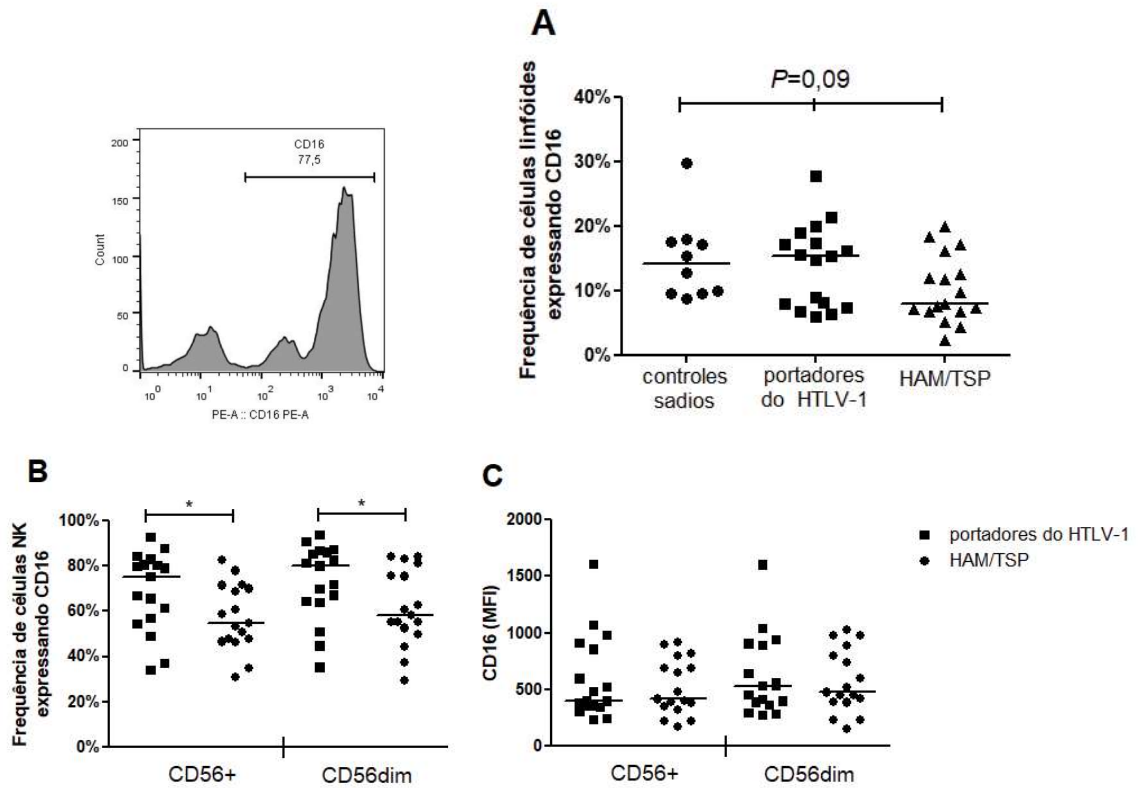 A
P=0,09
Frequência de células linfóides
expressando CD16
40%
30%
20%
10%
0%
controles
sadios
portadores
do HTLV-1
HAM/TSP
CD16
77,5
Count
200
150
100
50
0
10^0
10^1
10^2
10^3
10^4
PE-A :: CD16 PE-A
B
Frequência de células NK
expressando CD16
100%
80%
60%
40%
20%
0%
*
*
CD56+
CD56dim
C
CD16 (MFI)
2000
1500
1000
500
0
CD56+
CD56dim
portadores do HTLV-1
HAM/TSP